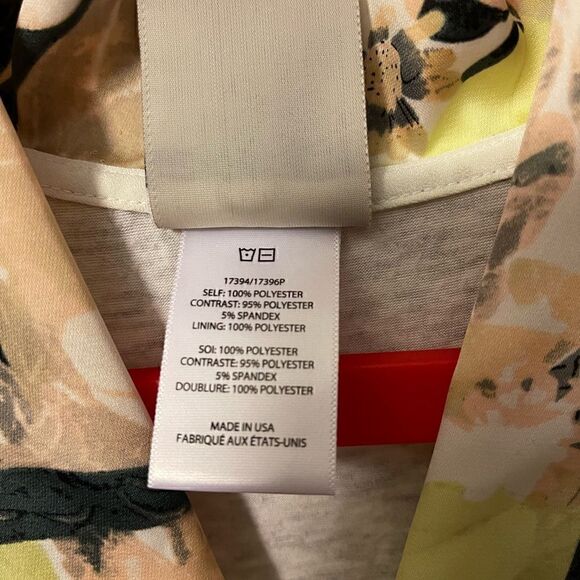 17394/17396P
SELF: 100% POLYESTER
CONTRAST: 95% POLYESTER
5% SPANDEX
LINING: 100% POLYESTER
SOI: 100% POLYESTER
CONTRASTE: 95% POLYESTER
5% SPANDEX
DOUBLURE: 100% POLYESTER
MADE IN USA
FABRIQUÉ AUX ÉTATS-UNIS